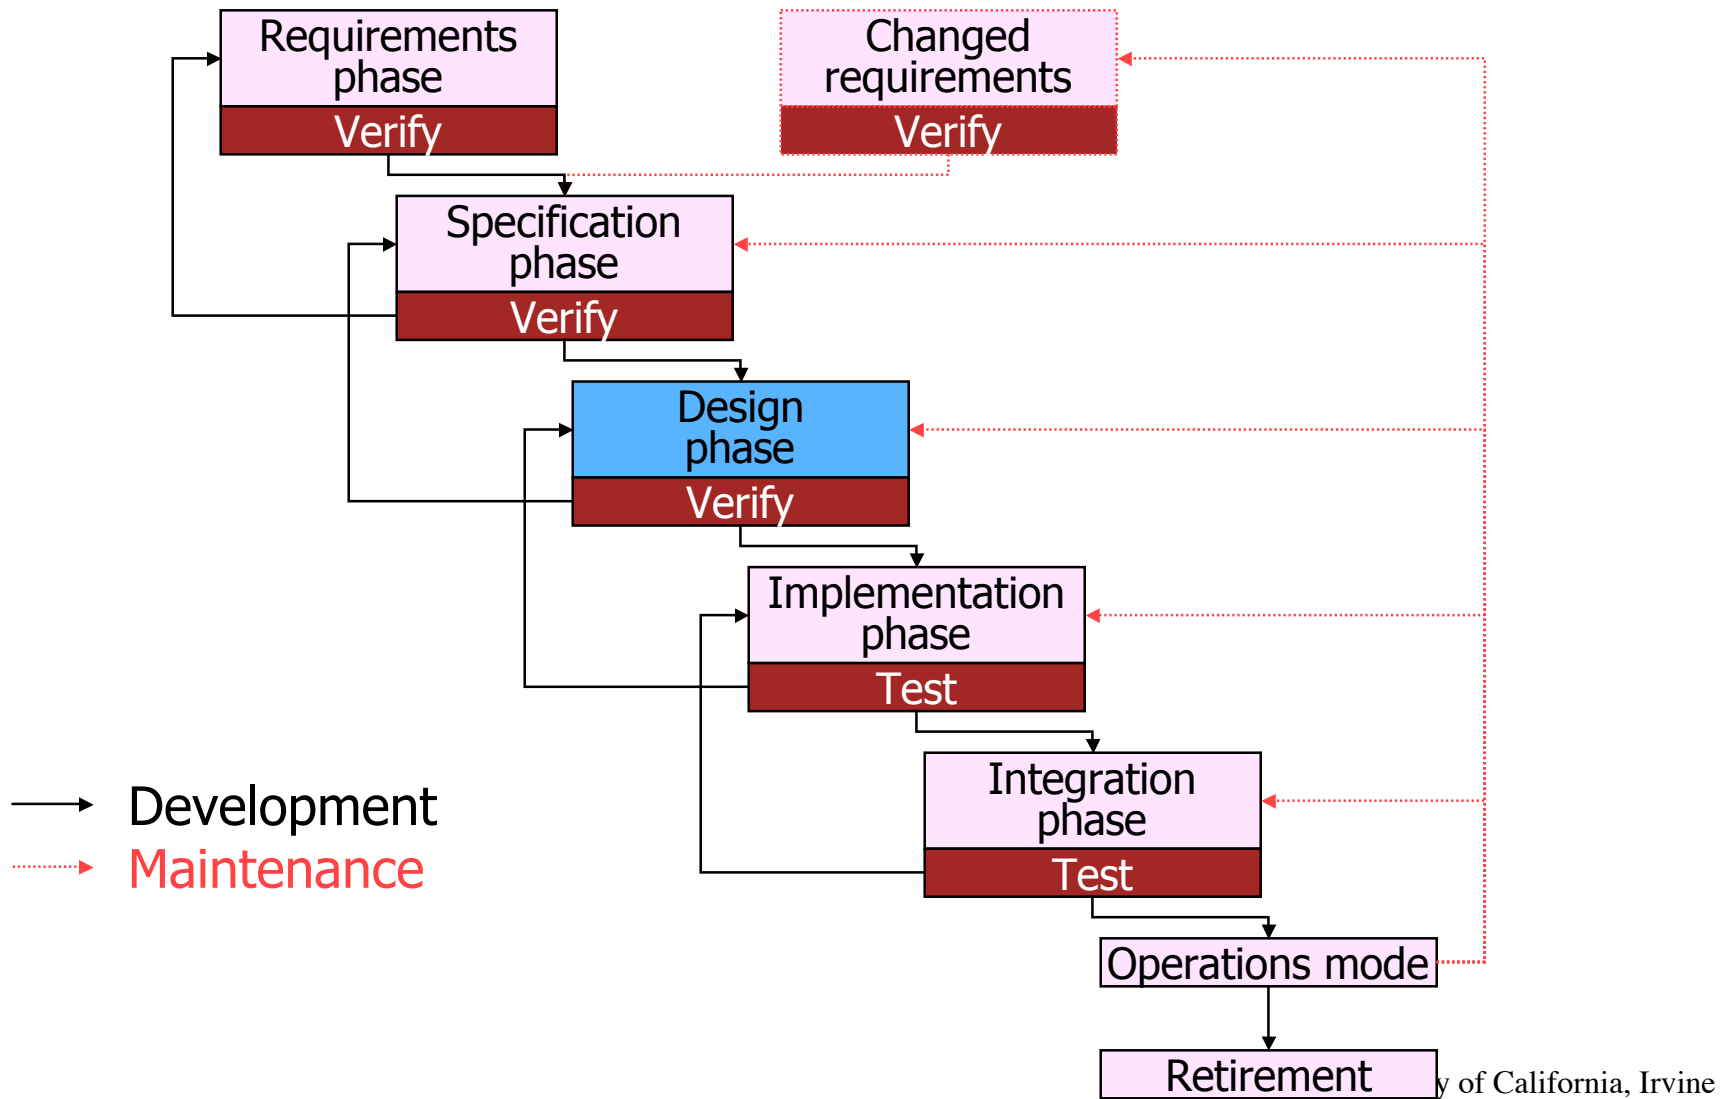 Requirements
phase
Verify
Changed
requirements
Verify
Specification
phase
Verify
Design
phase
Verify
Implementation
phase
Test
Integration
phase
Test
Development
Maintenance
Operations mode
Retirement
of California, Irvine